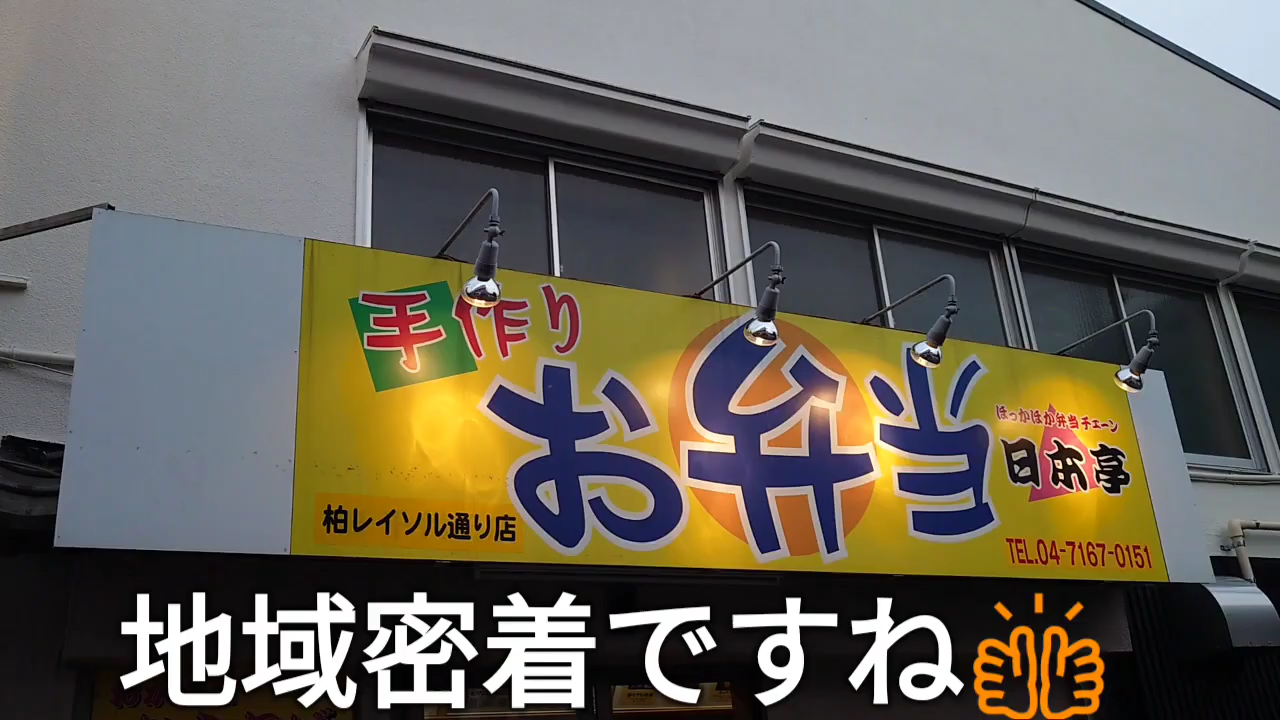 手作り
お弁当
ほっかほか弁当チェーン
日本亭
柏レイソル通り店
TEL.04-7167-0151
地域密着ですね